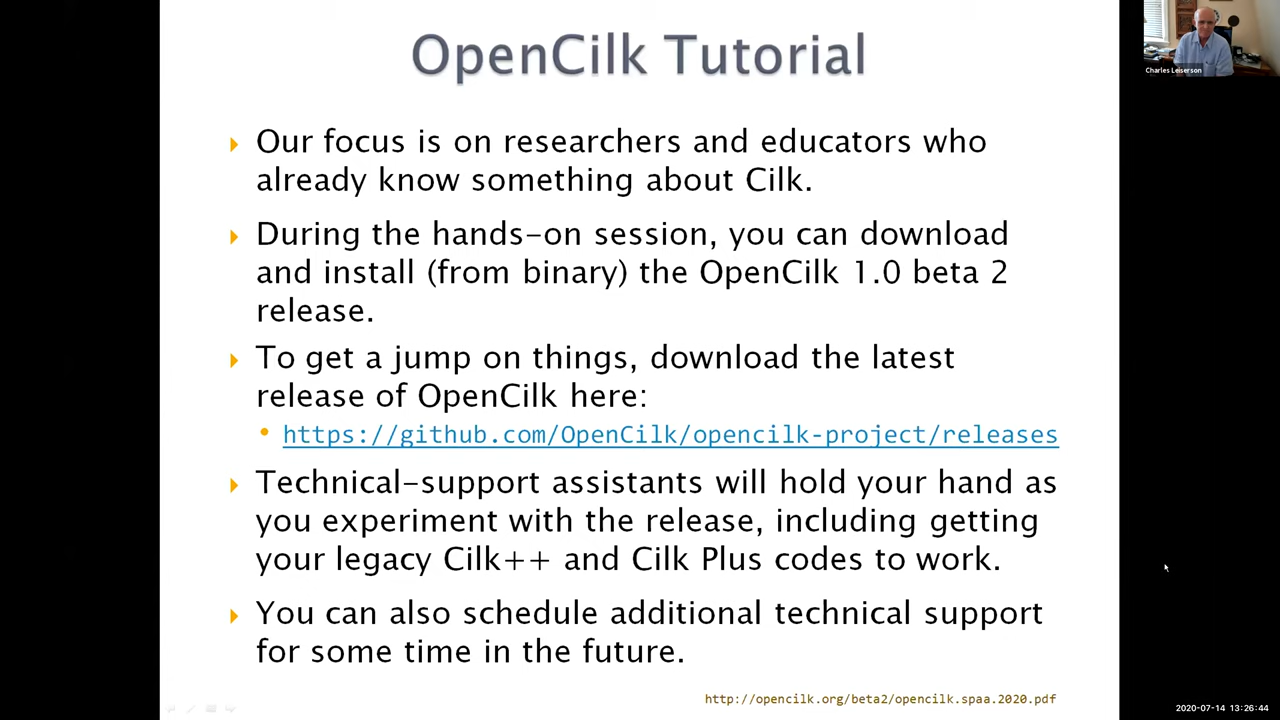 OpenCilk Tutorial
Charles Leiserson
Our focus is on researchers and educators who
already know something about Cilk.
During the hands-on session, you can download
and install (from binary) the OpenCilk 1.0 beta 2
release.
To get a jump on things, download the latest
release of OpenCilk here:
https://github.com/OpenCilk/opencilk-project/releases
Technical-support assistants will hold your hand as
you experiment with the release, including getting
your legacy Cilk++ and Cilk Plus codes to work.
You can also schedule additional technical support
for some time in the future.
http://opencilk.org/beta2/opencilk.spaa.2020.pdf
2020-07-14 13:26:44